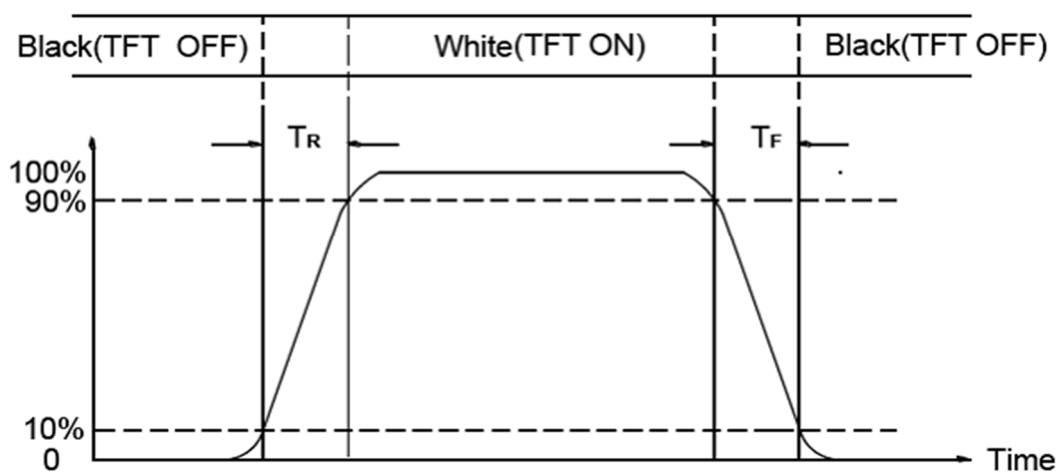 Black(TFT OFF) White(TFT ON) Black(TFT OFF)
TR TF
100%
90%
10%
0 Time